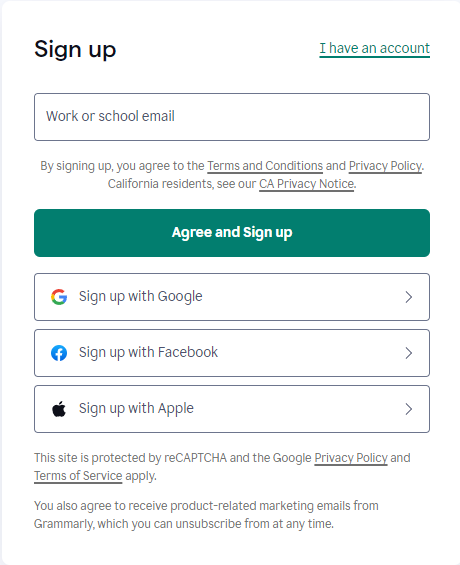 Sign up
I have an account
Work or school email
By signing up, you agree to the Terms and Conditions and Privacy Policy.
California residents, see our CA Privacy Notice.
Agree and Sign up
Sign up with Google
Sign up with Facebook
Sign up with Apple
This site is protected by reCAPTCHA and the Google Privacy Policy and
Terms of Service apply.
You also agree to receive product-related marketing emails from
Grammarly, which you can unsubscribe from at any time.